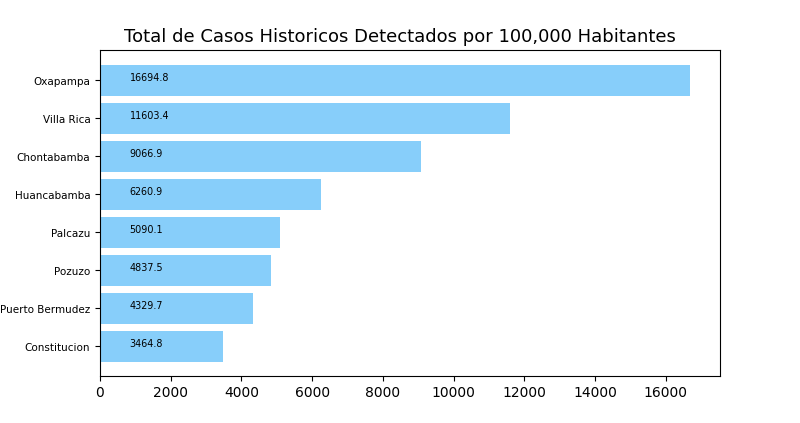 Total de Casos Historicos Detectados por 100,000 Habitantes
Oxapampa 16694.8
Villa Rica 11603.4
Chontabamba 9066.9
Huancabamba 6260.9
Palcazu 5090.1
Pozuzo 4837.5
Puerto Bermudez 4329.7
Constitucion 3464.8
0 2000 4000 6000 8000 10000 12000 14000 16000